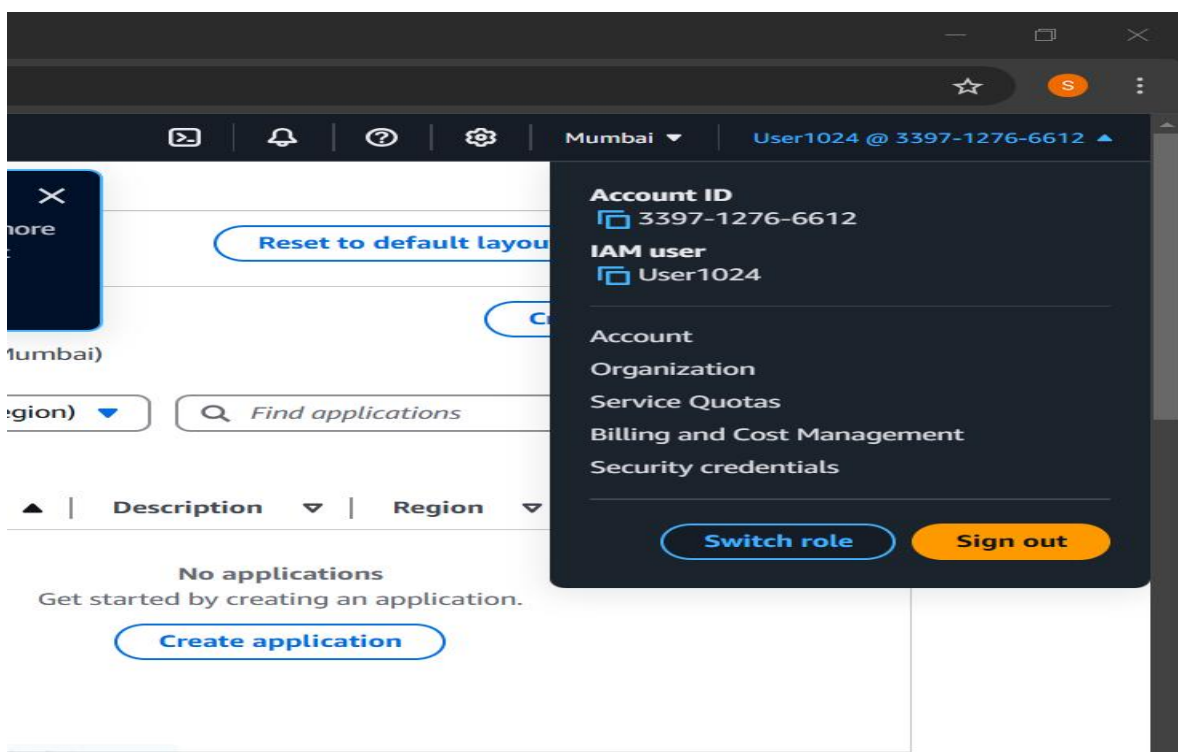 S
Mumbai
User1024 @ 3397-1276-6612
Account ID
3397-1276-6612
IAM user
User1024
Account
Organization
Service Quotas
Billing and Cost Management
Security credentials
Switch role
Sign out
Reset to default layou
Find applications
Description
Region
No applications
Get started by creating an application.
Create application